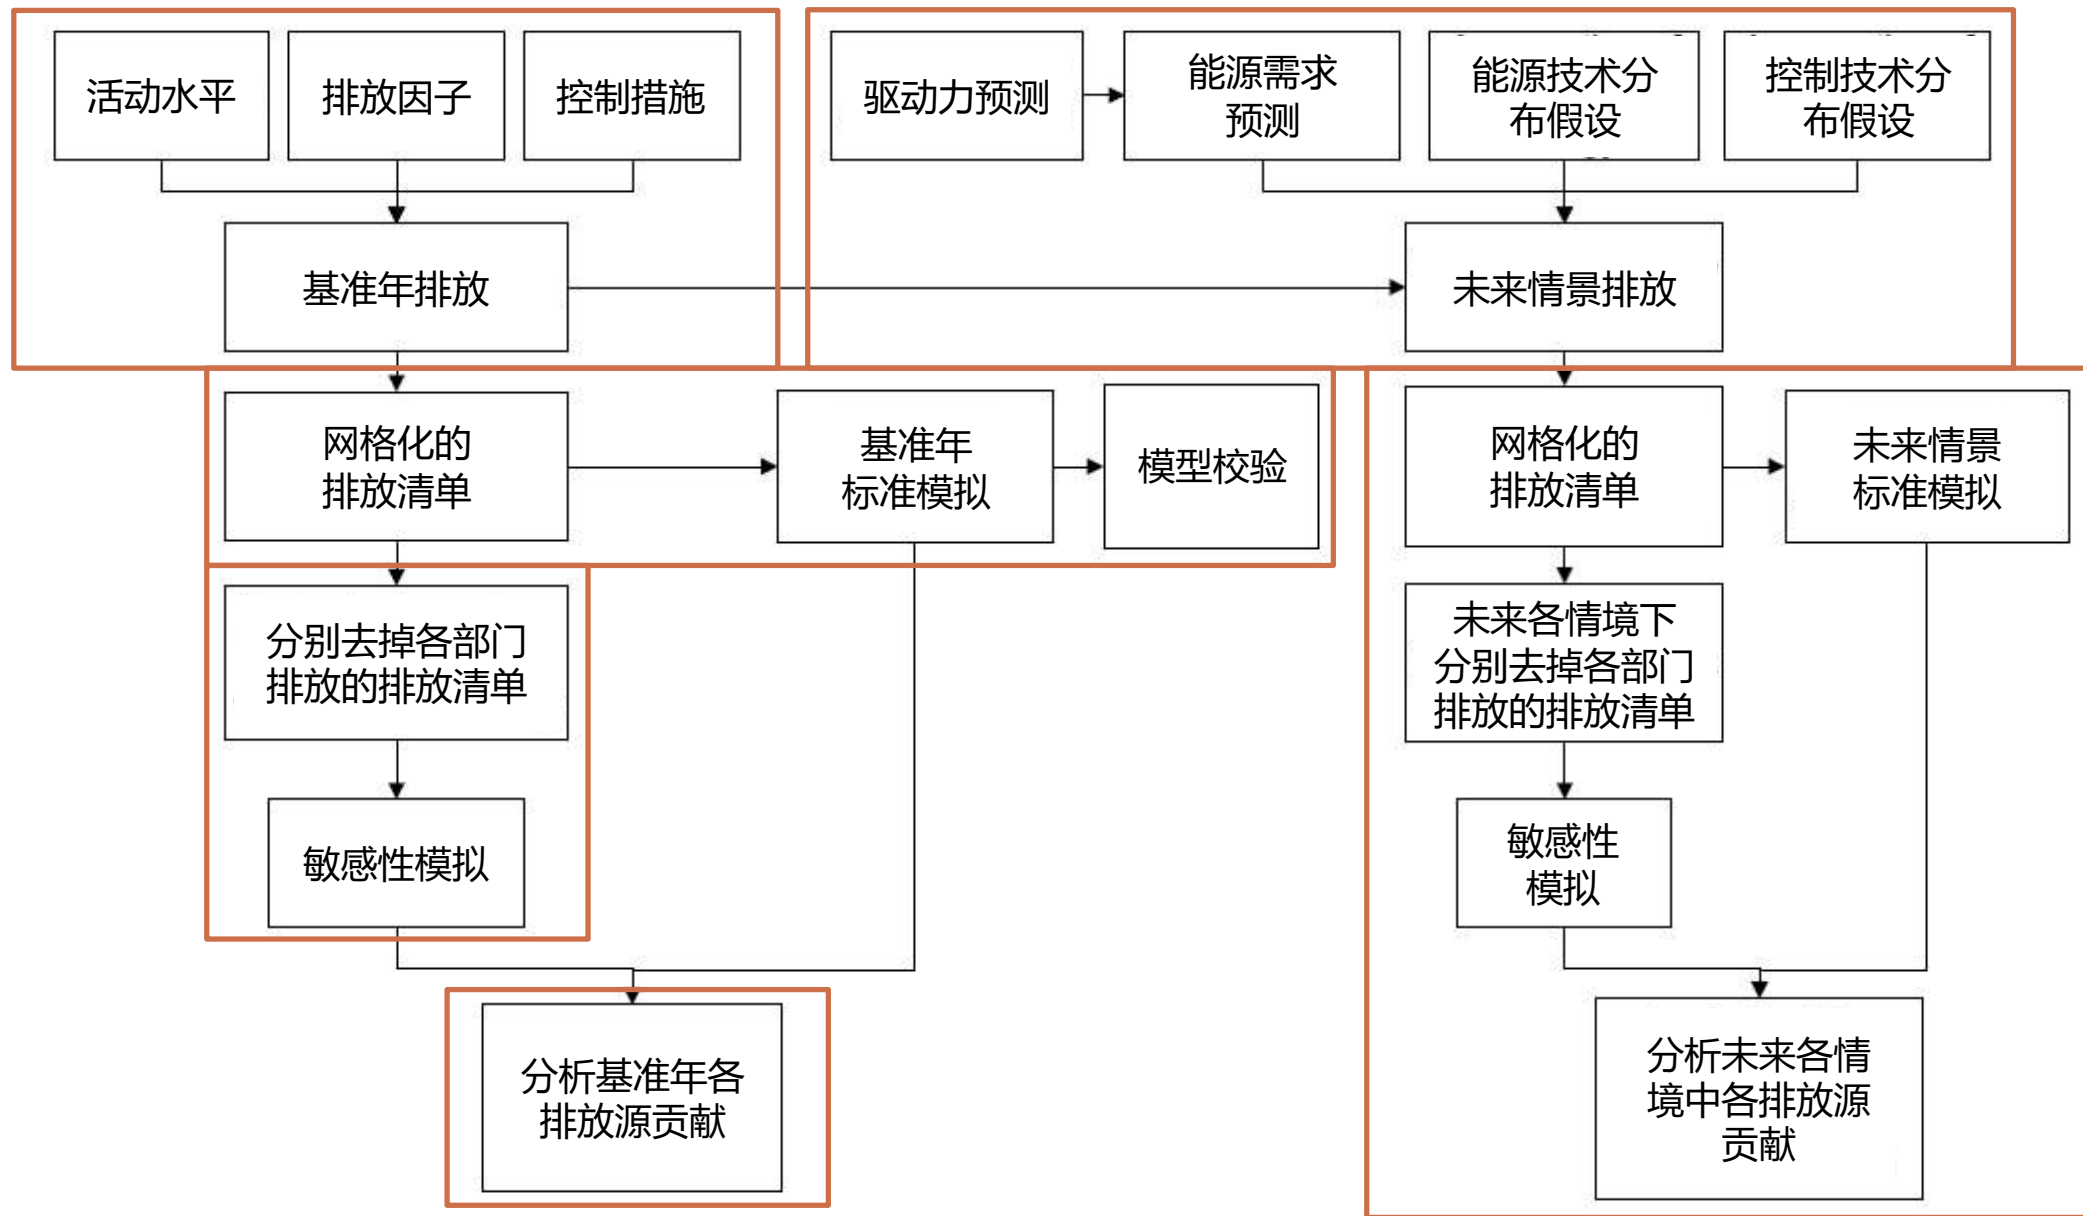 活动水平
排放因子
控制措施
驱动力预测
能源需求
预测
能源技术分
布假设
控制技术分
布假设
基准年排放
未来情景排放
网格化的
排放清单
基准年
标准模拟
模型校验
网格化的
排放清单
未来情景
标准模拟
分别去掉各部门
排放的排放清单
未来各情境下
分别去掉各部门
排放的排放清单
敏感性模拟
敏感性
模拟
分析基准年各
排放源贡献
分析未来各情
境中各排放源
贡献